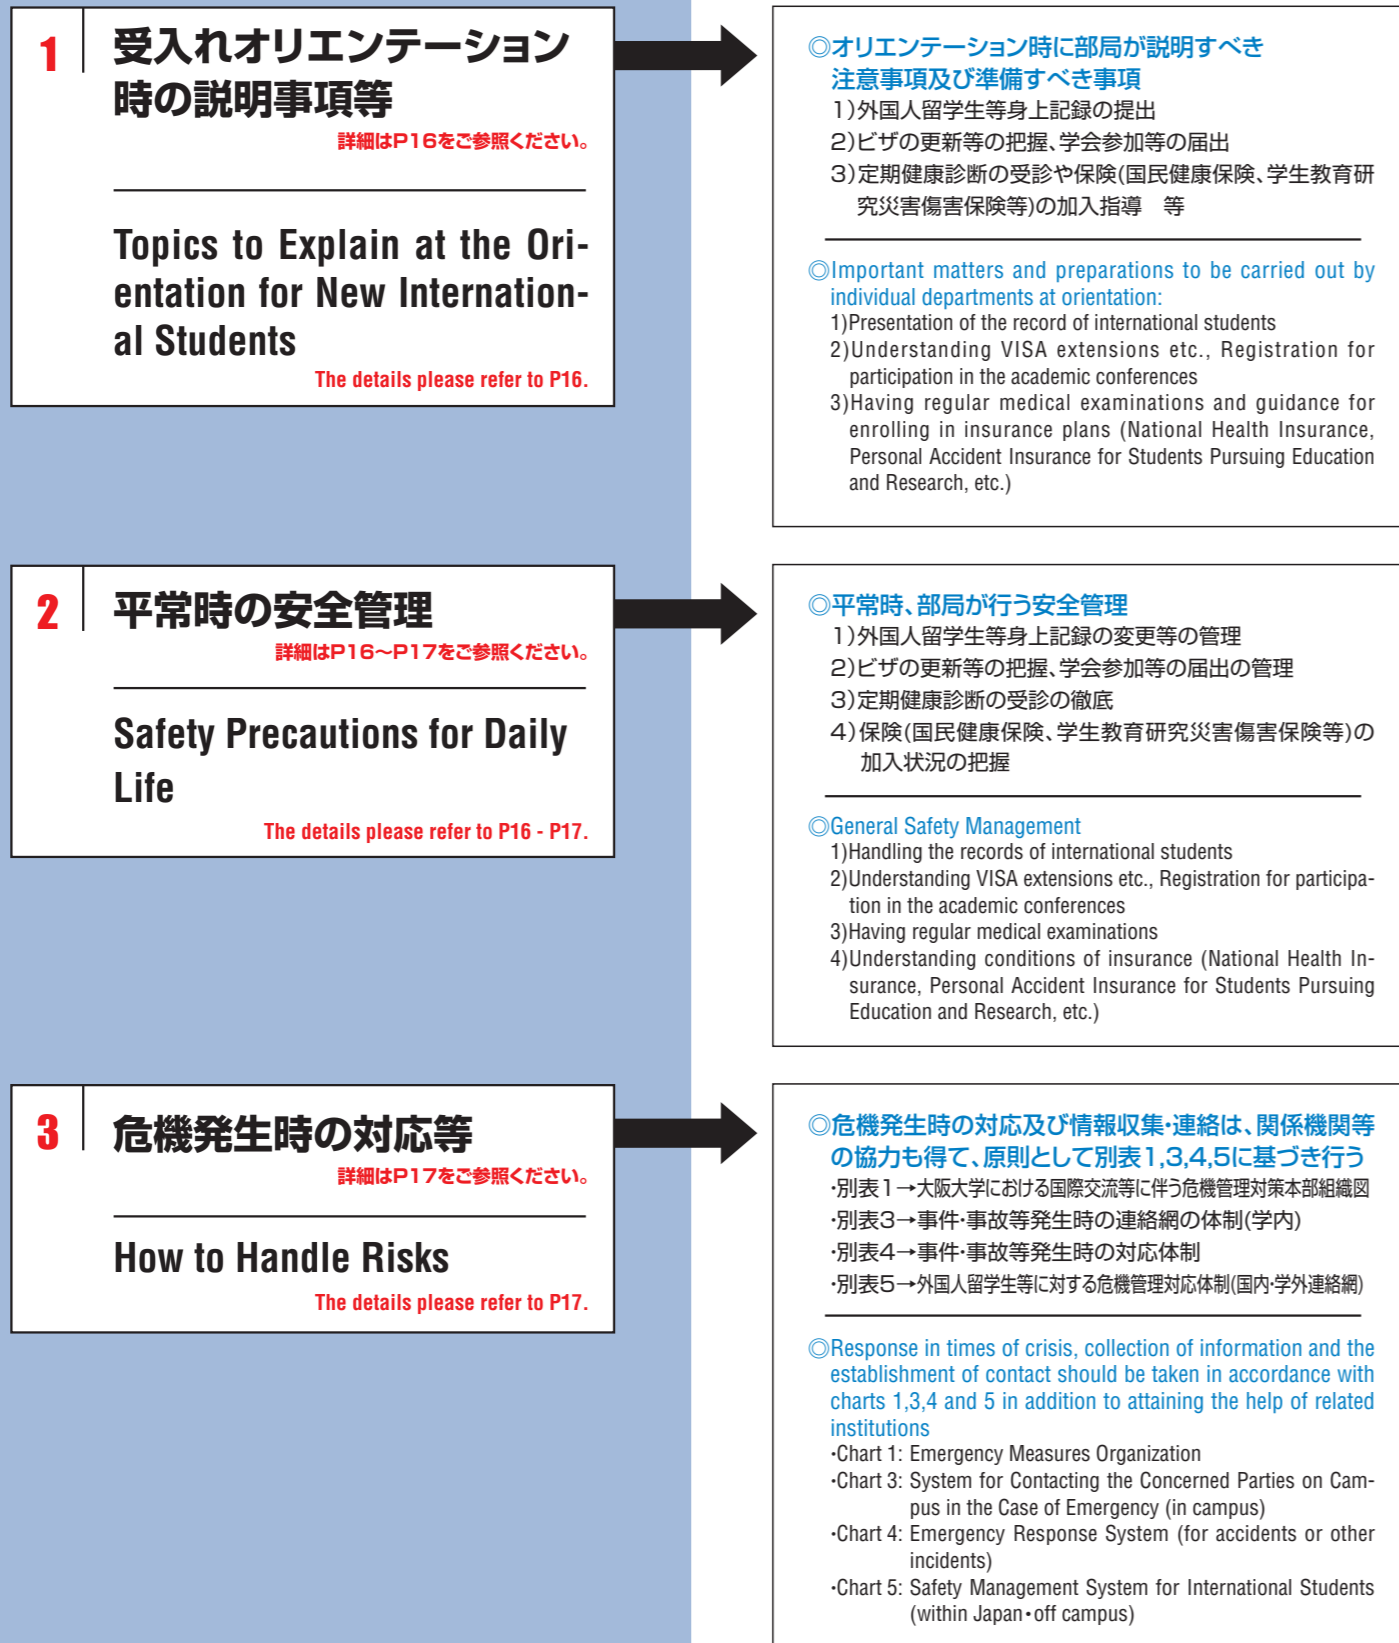 1
受入れオリエンテーション
時の説明事項等
詳細はP16をご参照ください。
Topics to Explain at the Ori-
entation for New Internation-
al Students
The details please refer to P16.
◎オリエンテーション時に部局が説明すべき
注意事項及び準備すべき事項
1)外国人留学生等身上記録の提出
2)ビザの更新等の把握、学会参加等の届出
3)定期健康診断の受診や保険(国民健康保険、学生教育研
究災害傷害保険等)の加入指導　等
◎Important matters and preparations to be carried out by
individual departments at orientation:
1)Presentation of the record of international students
2)Understanding VISA extensions etc., Registration for
participation in the academic conferences
3)Having regular medical examinations and guidance for
enrolling in insurance plans (National Health Insurance,
Personal Accident Insurance for Students Pursuing Education
and Research, etc.)
2
平常時の安全管理
詳細はP16〜P17をご参照ください。
Safety Precautions for Daily
Life
The details please refer to P16 - P17.
◎平常時、部局が行う安全管理
1)外国人留学生等身上記録の変更等の管理
2)ビザの更新等の把握、学会参加等の届出の管理
3)定期健康診断の受診の徹底
4)保険(国民健康保険、学生教育研究災害傷害保険等)の
加入状況の把握
◎General Safety Management
1)Handling the records of international students
2)Understanding VISA extensions etc., Registration for participa-
tion in the academic conferences
3)Having regular medical examinations
4)Understanding conditions of insurance (National Health In-
surance, Personal Accident Insurance for Students Pursuing
Education and Research, etc.)
3
危機発生時の対応等
詳細はP17をご参照ください。
How to Handle Risks
The details please refer to P17.
◎危機発生時の対応及び情報収集・連絡は、関係機関等
の協力も得て、原則として別表1,3,4,5に基づき行う
・別表1→大阪大学における国際交流等に伴う危機管理対策本部組織図
・別表3→事件・事故等発生時の連絡網の体制(学内)
・別表4→事件・事故等発生時の対応体制
・別表5→外国人留学生等に対する危機管理対応体制(国内・学外連絡網)
◎Response in times of crisis, collection of information and the
establishment of contact should be taken in accordance with
charts 1,3,4 and 5 in addition to attaining the help of related
institutions
・Chart 1: Emergency Measures Organization
・Chart 3: System for Contacting the Concerned Parties on Cam-
pus in the Case of Emergency (in campus)
・Chart 4: Emergency Response System (for accidents or other
incidents)
・Chart 5: Safety Management System for International Students
(within Japan・off campus)